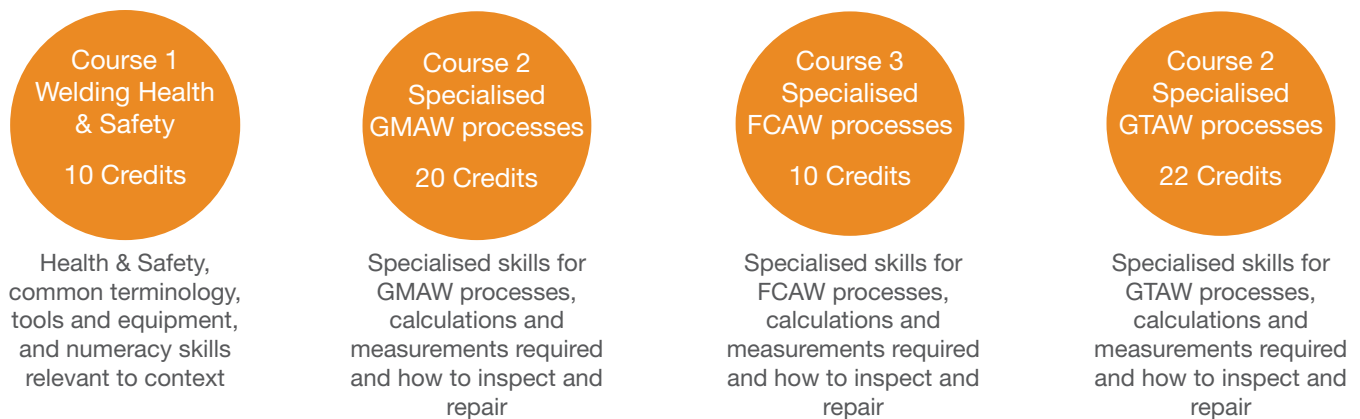 Course 1
Welding Health
& Safety
10 Credits
Health & Safety,
common terminology,
tools and equipment,
and numeracy skills
relevant to context
Course 2
Specialised
GMAW processes
20 Credits
Specialised skills for
GMAW processes,
calculations and
measurements required
and how to inspect and
repair
Course 3
Specialised
FCAW processes
10 Credits
Specialised skills for
FCAW processes,
calculations and
measurements required
and how to inspect and
repair
Course 2
Specialised
GTAW processes
22 Credits
Specialised skills for
GTAW processes,
calculations and
measurements required
and how to inspect and
repair